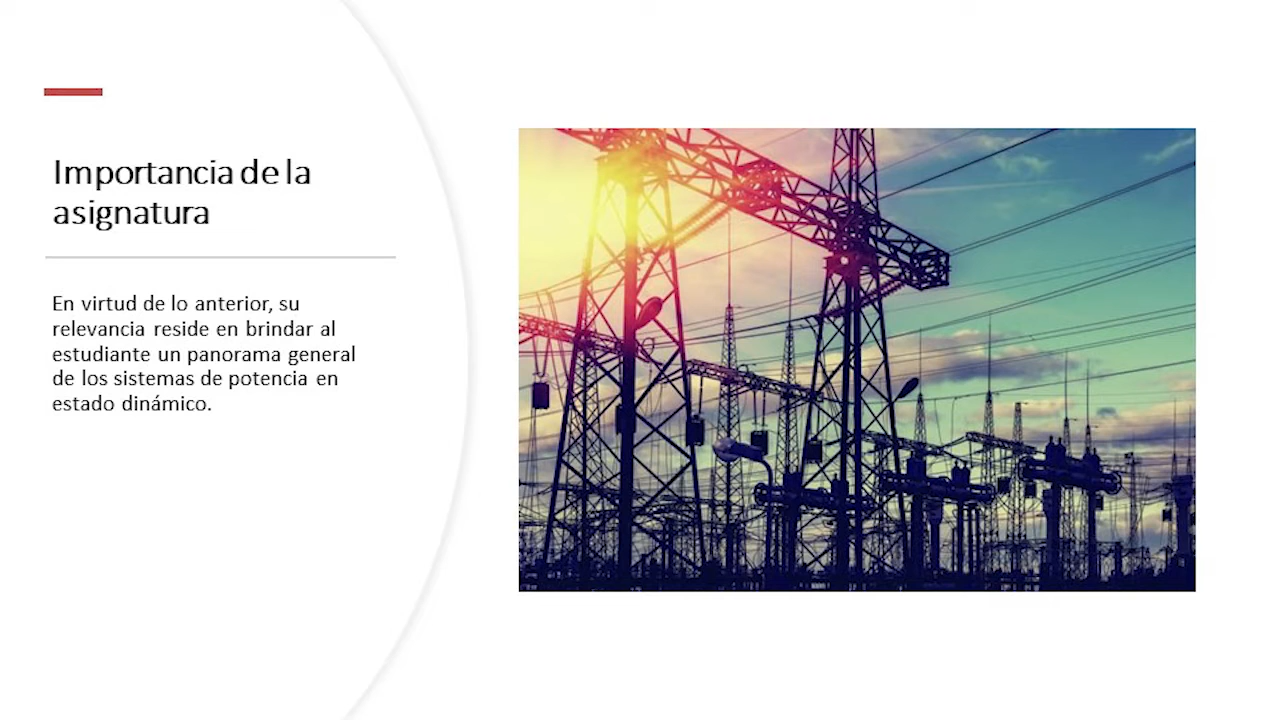 Importancia de la
asignatura
En virtud de lo anterior, su
relevancia reside en brindar al
estudiante un panorama general
de los sistemas de potencia en
estado dinámico.